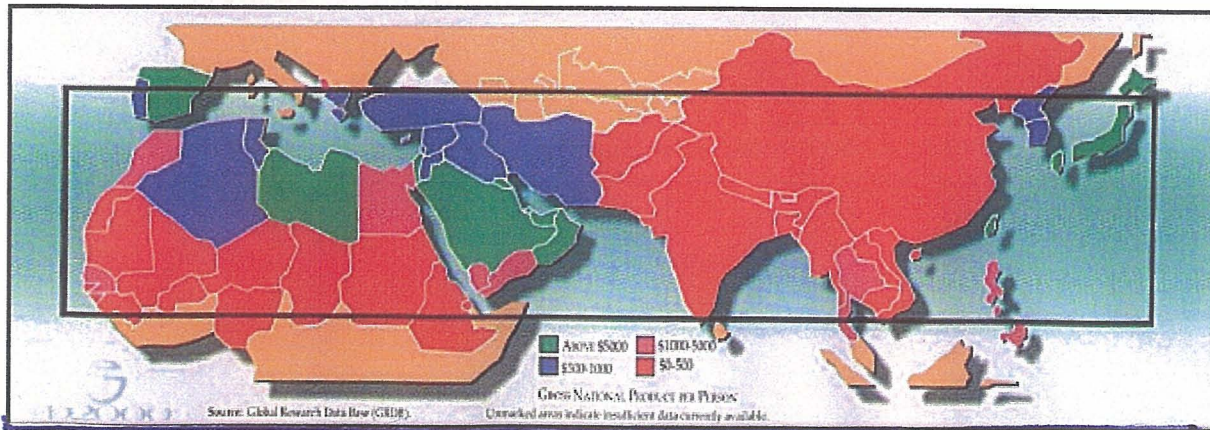 ABOVE $5000
$1000-5000
$500-1000
$0-500
GROSS NATIONAL PRODUCT PER PERSON
Source: Global Research Data Base (GRDB).
Unmarked areas indicate insufficient data currently available.